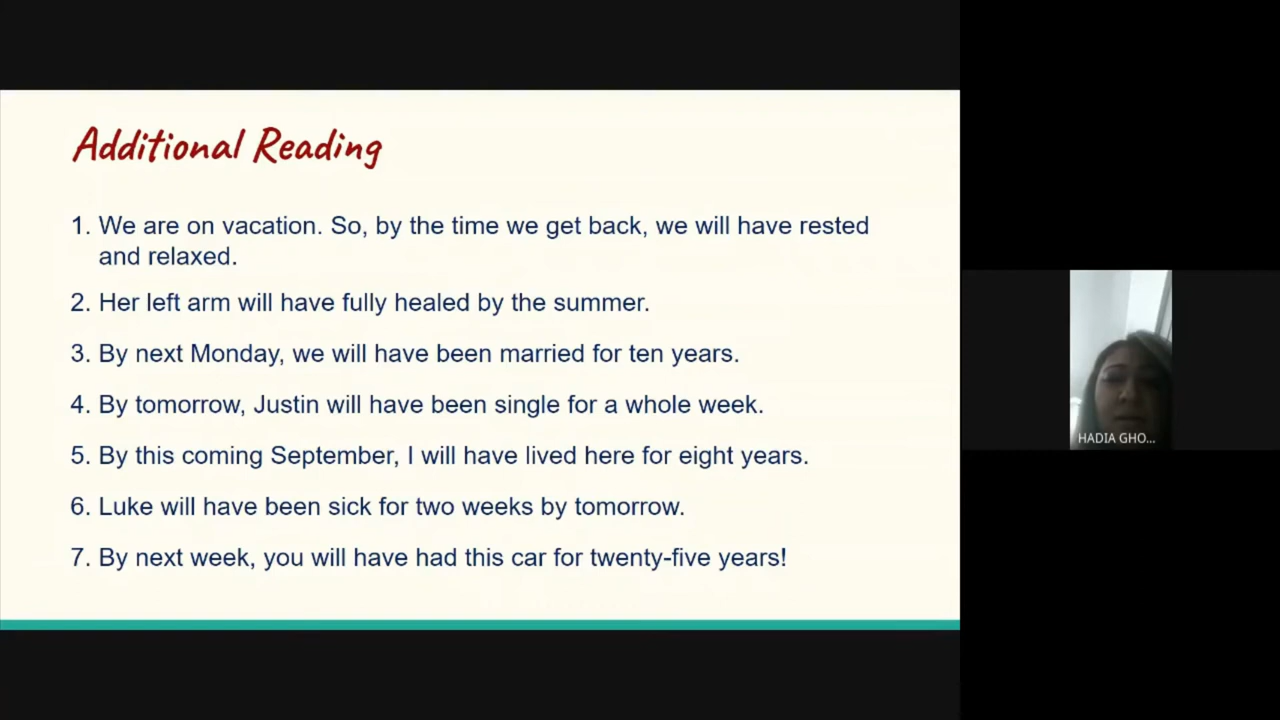 Additional Reading
1. We are on vacation. So, by the time we get back, we will have rested
and relaxed.
2. Her left arm will have fully healed by the summer.
3. By next Monday, we will have been married for ten years.
4. By tomorrow, Justin will have been single for a whole week.
5. By this coming September, I will have lived here for eight years.
6. Luke will have been sick for two weeks by tomorrow.
7. By next week, you will have had this car for twenty-five years!
HADIA GHO...